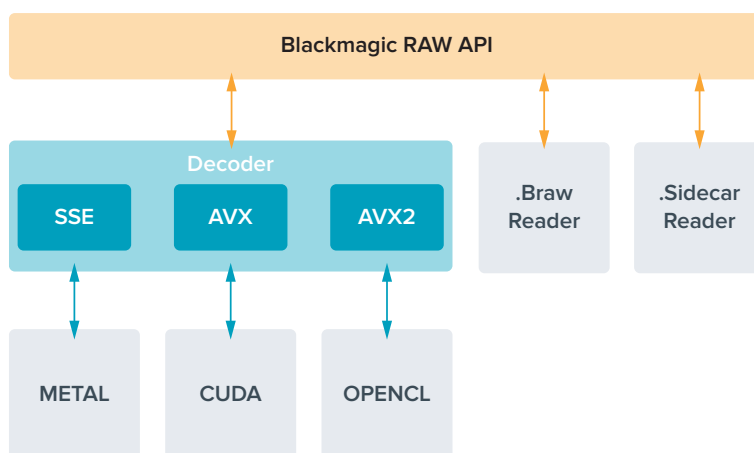 Blackmagic RAW API
Decoder
SSE
AVX
AVX2
.Braw
Reader
.Sidecar
Reader
METAL
CUDA
OPENCL